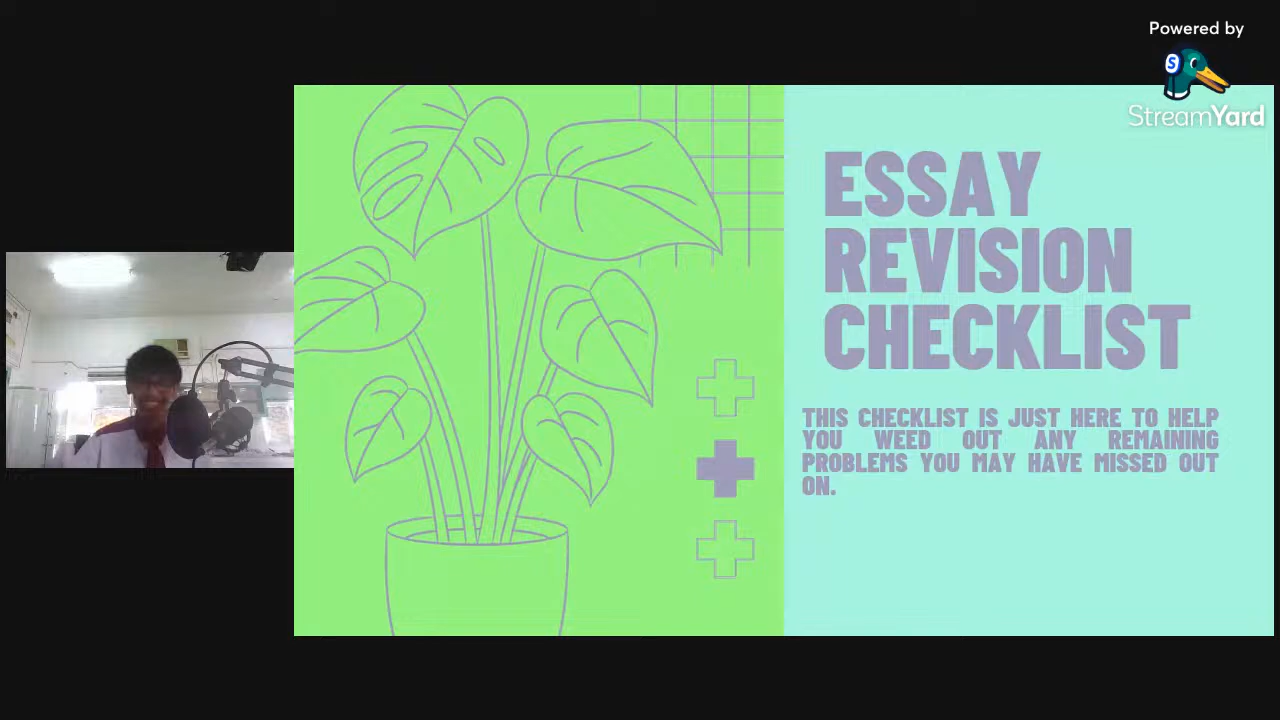 Powered by
S
StreamYard
ESSAY
REVISION
CHECKLIST
THIS CHECKLIST IS JUST HERE TO HELP
YOU WEED OUT ANY REMAINING
PROBLEMS YOU MAY HAVE MISSED OUT
ON.